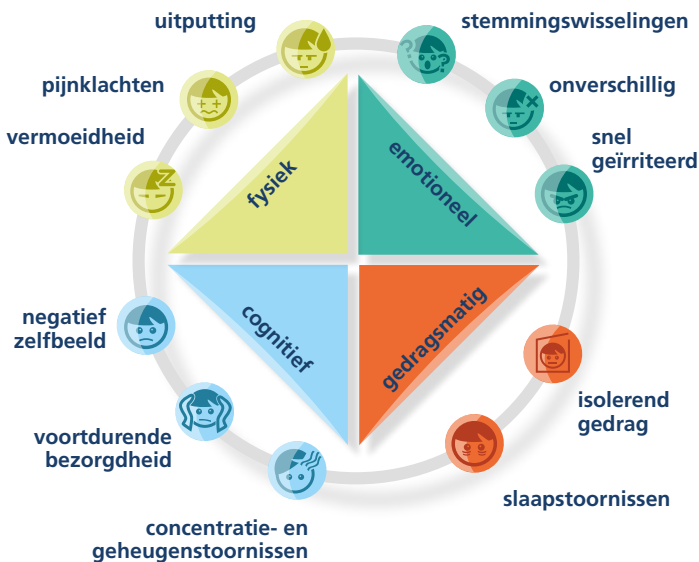 uitputting
stemmingswisselingen
pijnklachten
onverschillig
vermoeidheid
snel
geïrriteerd
fysiek
emotioneel
cognitief
gedragsmatig
negatief
zelfbeeld
isolerend
gedrag
voortdurende
bezorgdheid
slaapstoornissen
concentratie- en
geheugenstoornissen